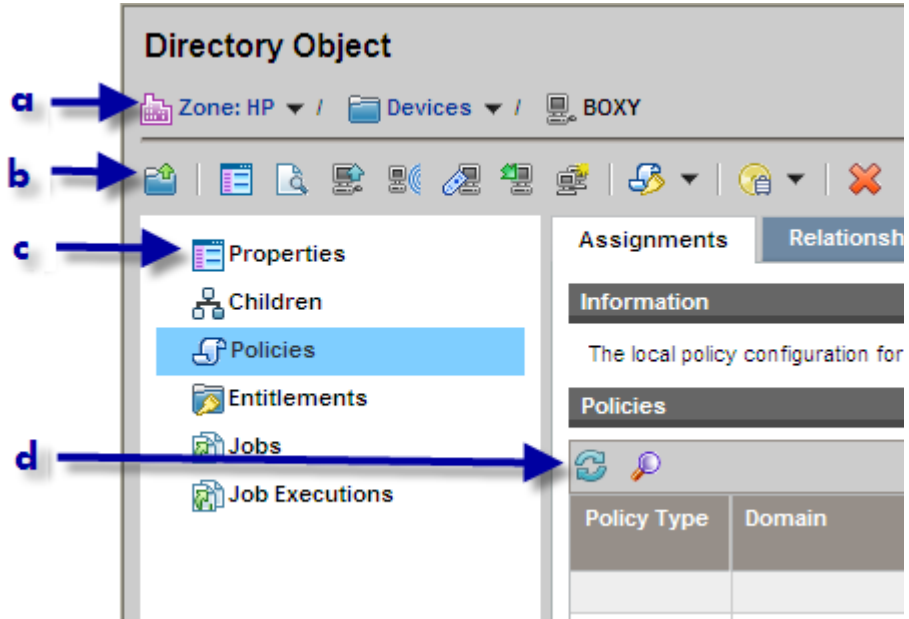 Directory Object
a
Zone: HP / Devices / BOXY
b
c
Properties
Children
Policies
Entitlements
d
Jobs
Job Executions
Assignments
Relationsh
Information
The local policy configuration for
Policies
Policy Type Domain